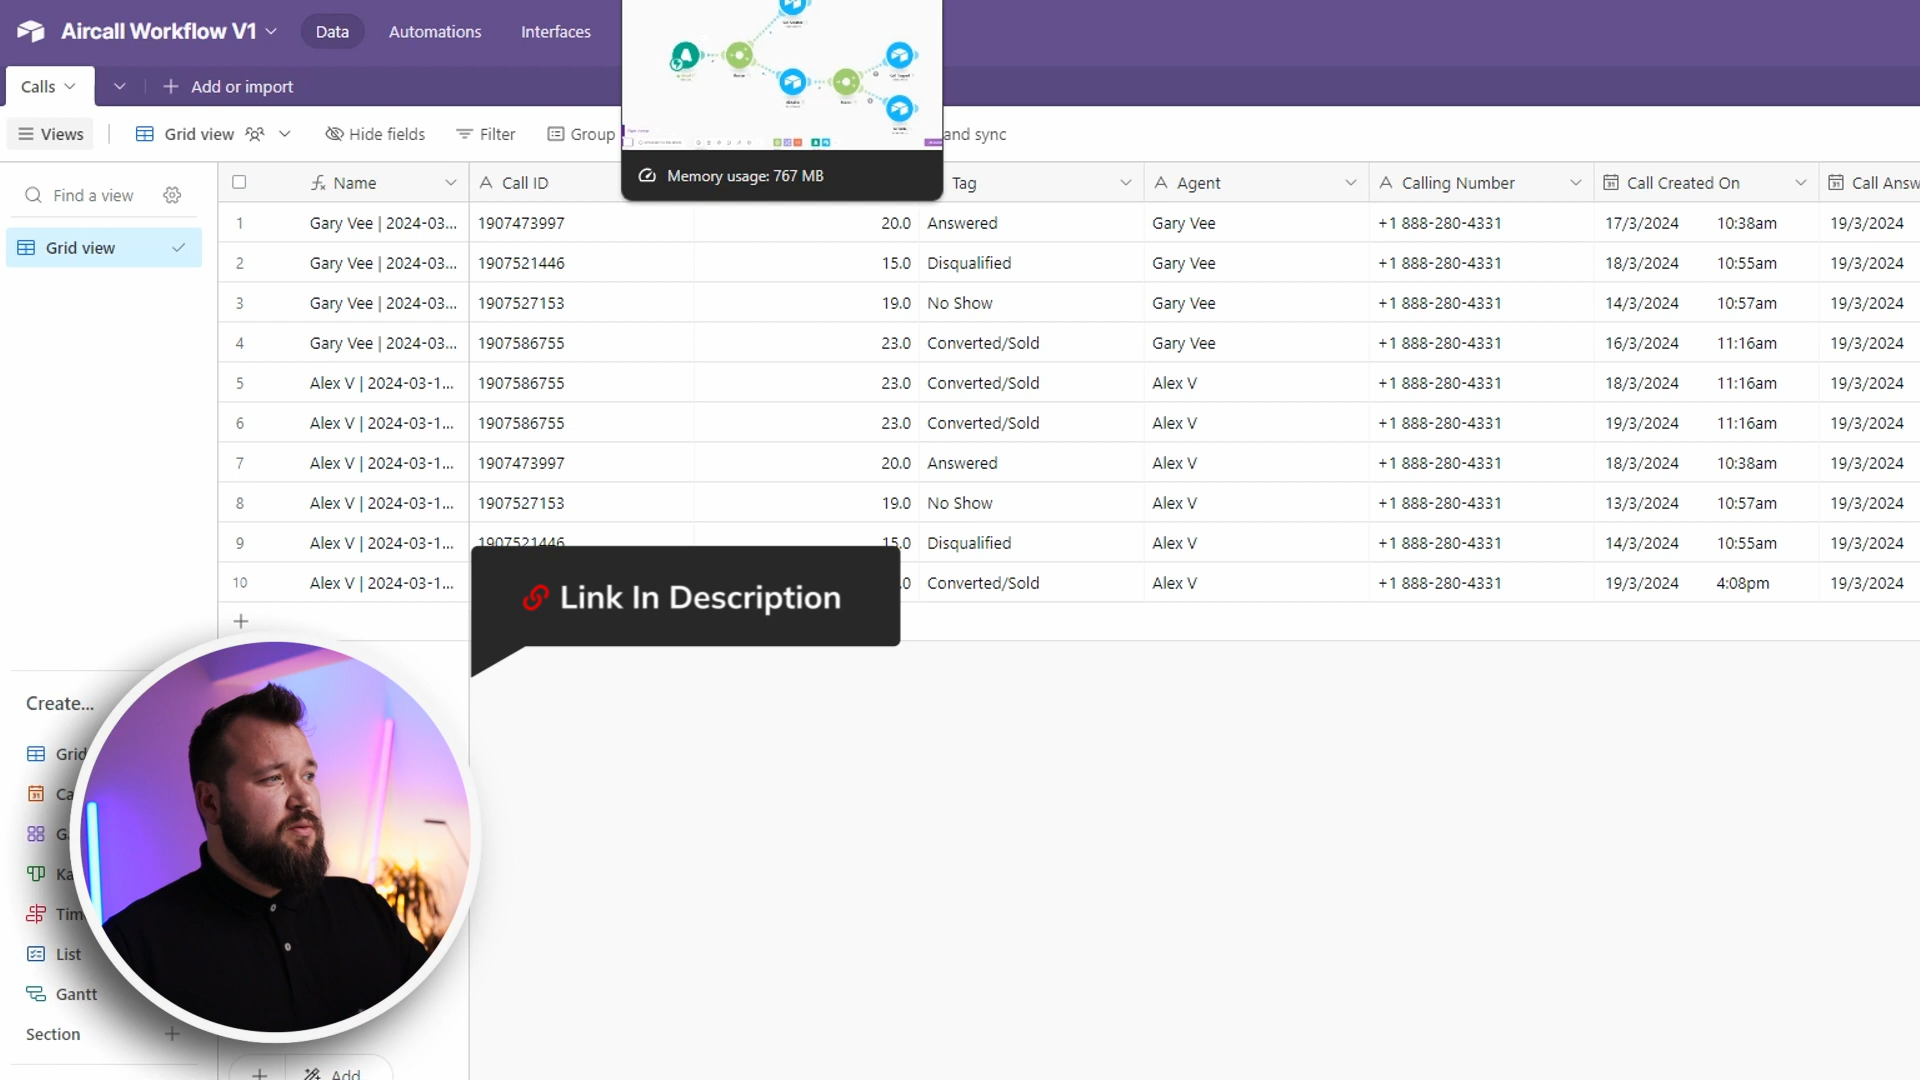 Aircall Workflow V1
Data
Automations
Interfaces
Calls
Add or import
Views
Grid view
Hide fields
Filter
Group
and sync
Memory usage: 767 MB
Find a view
Grid view
Name
Call ID
Tag
Agent
Calling Number
Call Created On
Call Answ
1 Gary Vee | 2024-03... 1907473997 20.0 Answered Gary Vee +1 888-280-4331 17/3/2024 10:38am 19/3/2024
2 Gary Vee | 2024-03... 1907521446 15.0 Disqualified Gary Vee +1 888-280-4331 18/3/2024 10:55am 19/3/2024
3 Gary Vee | 2024-03... 1907527153 19.0 No Show Gary Vee +1 888-280-4331 14/3/2024 10:57am 19/3/2024
4 Gary Vee | 2024-03... 1907586755 23.0 Converted/Sold Gary Vee +1 888-280-4331 16/3/2024 11:16am 19/3/2024
5 Alex V | 2024-03-1... 1907586755 23.0 Converted/Sold Alex V +1 888-280-4331 18/3/2024 11:16am 19/3/2024
6 Alex V | 2024-03-1... 1907586755 23.0 Converted/Sold Alex V +1 888-280-4331 19/3/2024 11:16am 19/3/2024
7 Alex V | 2024-03-1... 1907473997 20.0 Answered Alex V +1 888-280-4331 18/3/2024 10:38am 19/3/2024
8 Alex V | 2024-03-1... 1907527153 19.0 No Show Alex V +1 888-280-4331 13/3/2024 10:57am 19/3/2024
9 Alex V | 2024-03-1... 1907521446 15.0 Disqualified Alex V +1 888-280-4331 14/3/2024 10:55am 19/3/2024
10 Alex V | 2024-03-1... .0 Converted/Sold Alex V +1 888-280-4331 19/3/2024 4:08pm 19/3/2024
Link In Description
Create...
Grid
Ca
Ga
Ka
Tim
List
Gantt
Section
Add